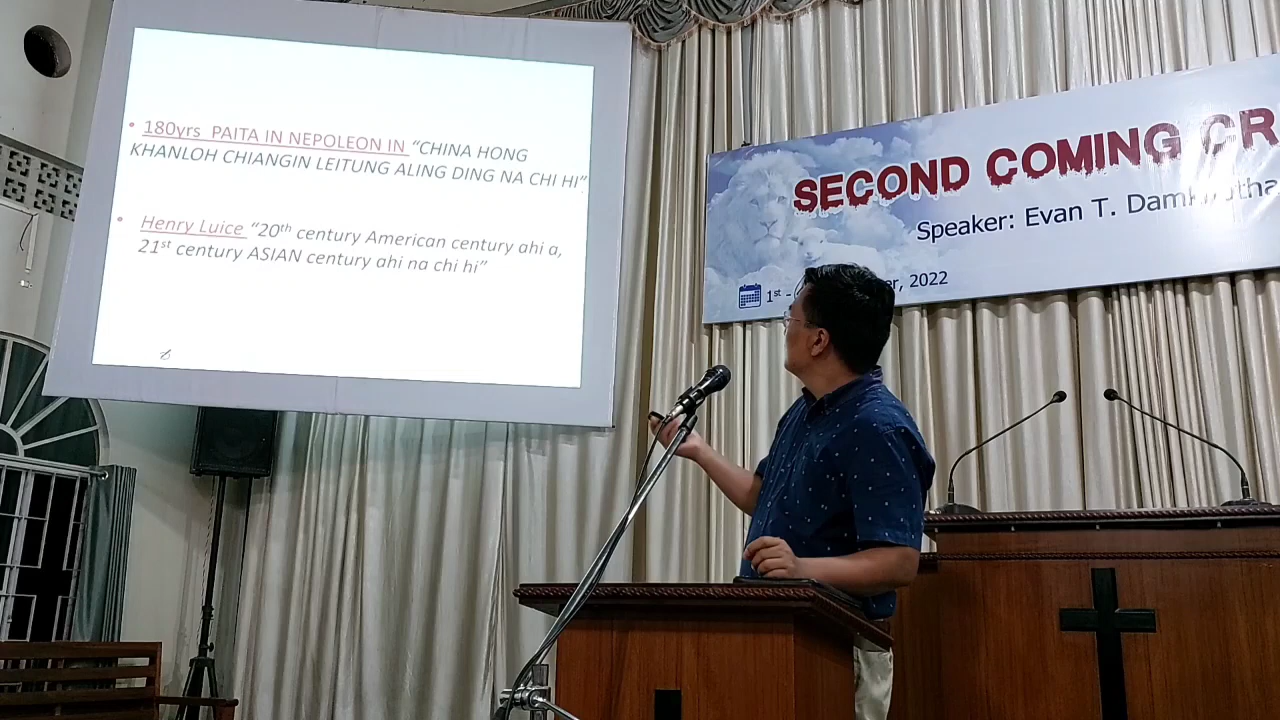 • 180yrs PAITA IN NEPOLEON IN “CHINA HONG
KHANLOH CHIANGIN LEITUNG ALING DING NA CHI HI”
• Henry Luice “20th century American century ahi a,
21st century ASIAN century ahi na chi hi”
SECOND COMING CR
Speaker: Evan T.
1st - er, 2022